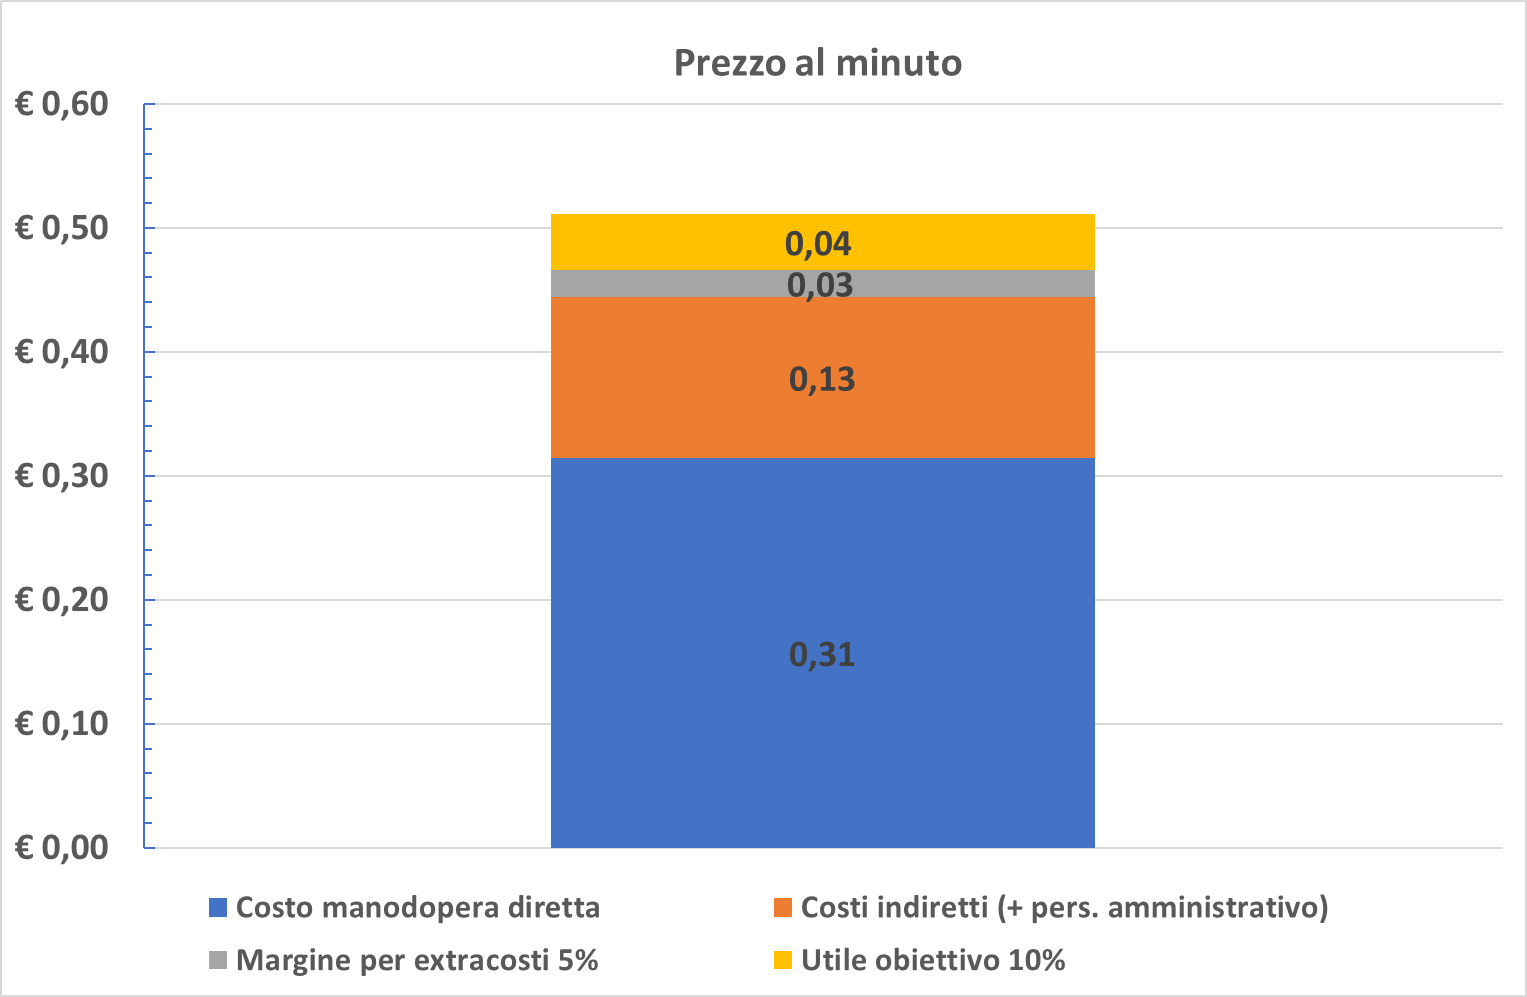 Prezzo al minuto
€ 0,60
€ 0,50
€ 0,40
€ 0,30
€ 0,20
€ 0,10
€ 0,00
0,04
0,03
0,13
0,31
Costo manodopera diretta
Costi indiretti (+ pers. amministrativo)
Margine per extracosti 5%
Utile obiettivo 10%